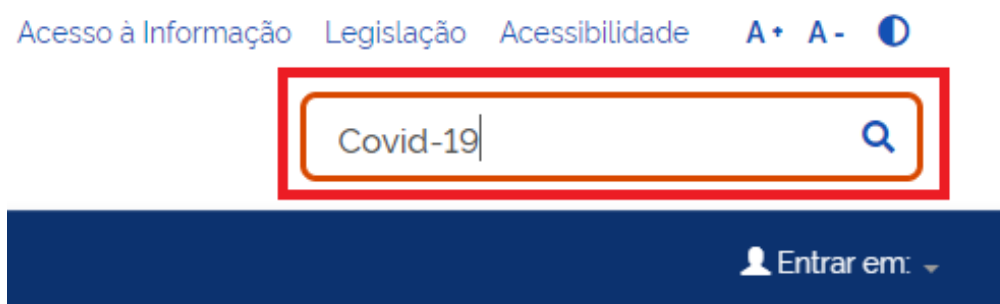 Acesso à Informação Legislação Acessibilidade A+ A-
Covid-19
Entrar em: